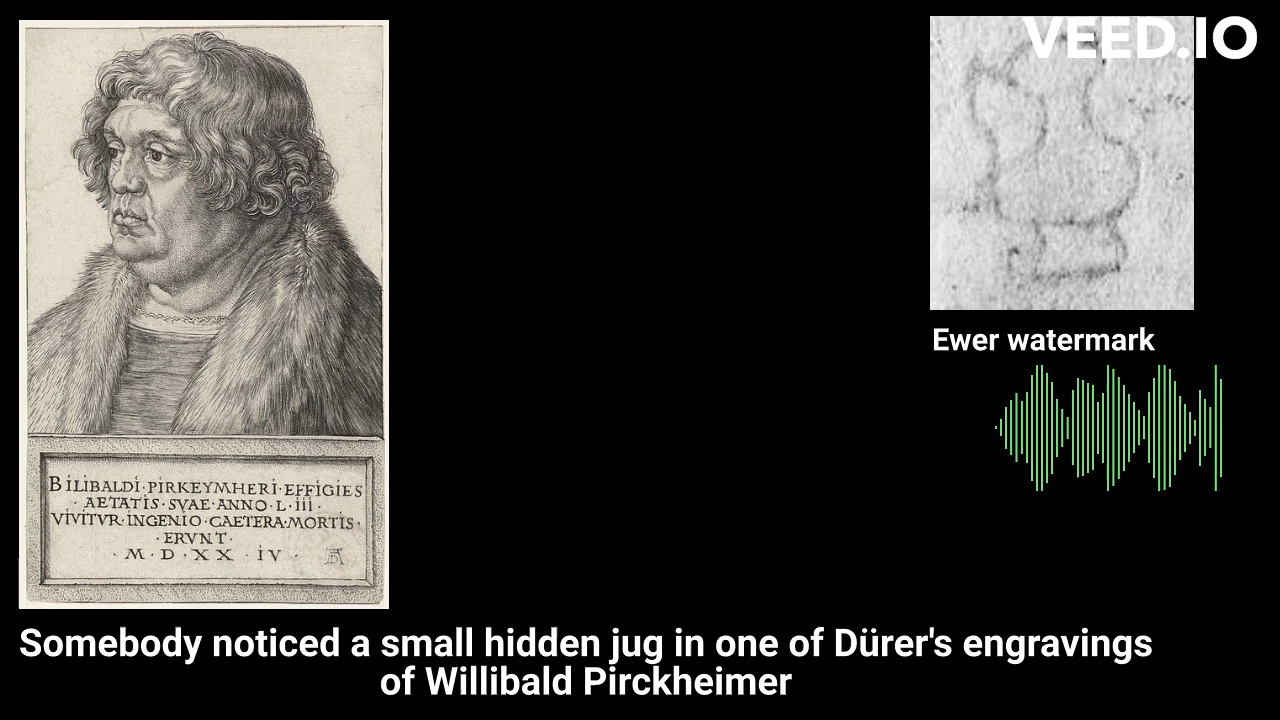 VEED.IO
Ewer watermark
BILIBALDI·PIRKEYMHERI·EFFIGIES
·AETATIS·SVAE·ANNO·L·III·
VIVITVR·INGENIO·CAETERA·MORTIS·
·ERVNT·
·M·D·XX·IV·
AD
Somebody noticed a small hidden jug in one of Dürer's engravings
of Willibald Pirckheimer